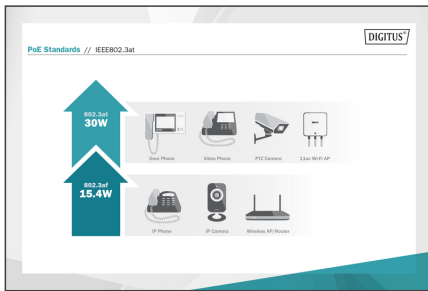 DIGITUS®
PoE Standards // IEEE802.3at
802.3at
30W
Door Phone
Video Phone
PTZ Camera
11ac Wi-Fi AP
802.3af
15.4W
IP Phone
IP Camera
Wireless AP/Router